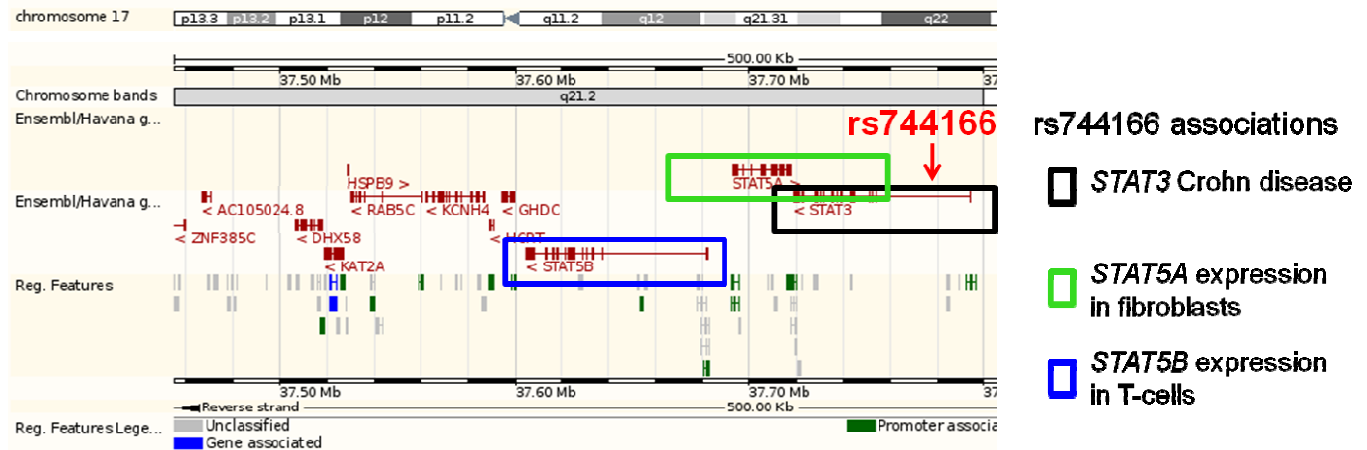 chromosome 17
p13.3 p13.2 p13.1 p12 p11.2 q11.2 q12 q21.31 q22
500.00 Kb
37.50 Mb 37.60 Mb 37.70 Mb 37
Chromosome bands q21.2
Ensembl/Havana g...
rs744166
HSPB9 > STAT5A >
Ensembl/Havana g...
< AC105024.8 < RAB5C < KCNH4 < GHDC < STAT3
< ZNF385C < DHX58 < HCRT
< KAT2A < STAT5B
Reg. Features
37.50 Mb 37.60 Mb 37.70 Mb 37
Reverse strand 500.00 Kb
Reg. Features Lege...
Unclassified
Gene associated
Promoter associa
rs744166 associations
STAT3 Crohn disease
STAT5A expression
in fibroblasts
STAT5B expression
in T-cells